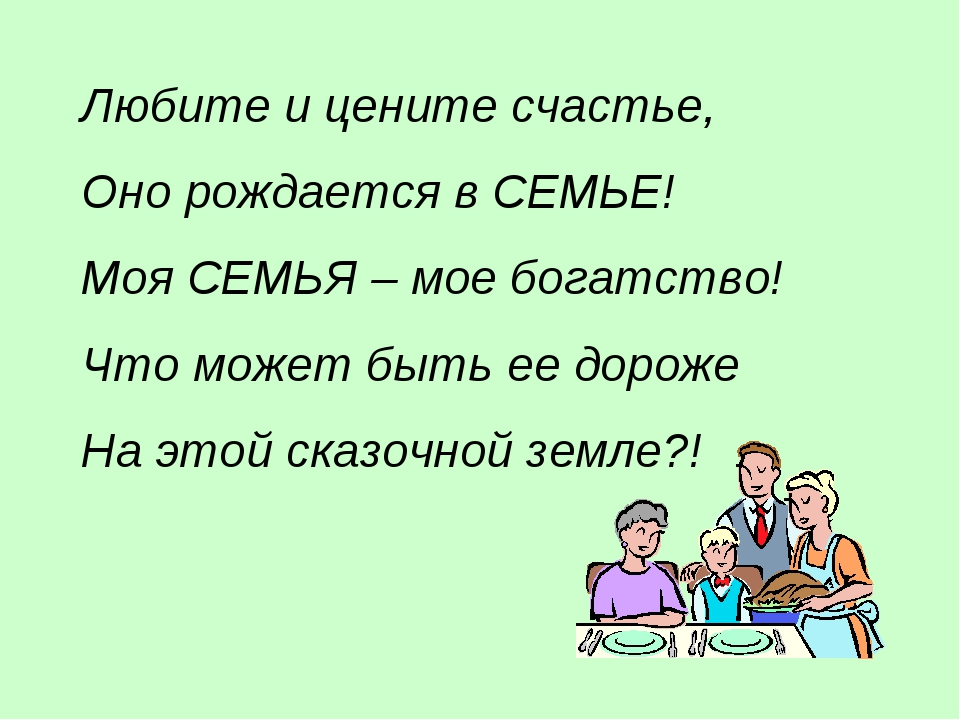 Любите и цените счастье,
Оно рождается в СЕМЬЕ!
Моя СЕМЬЯ – мое богатство!
Что может быть ее дороже
На этой сказочной земле?!